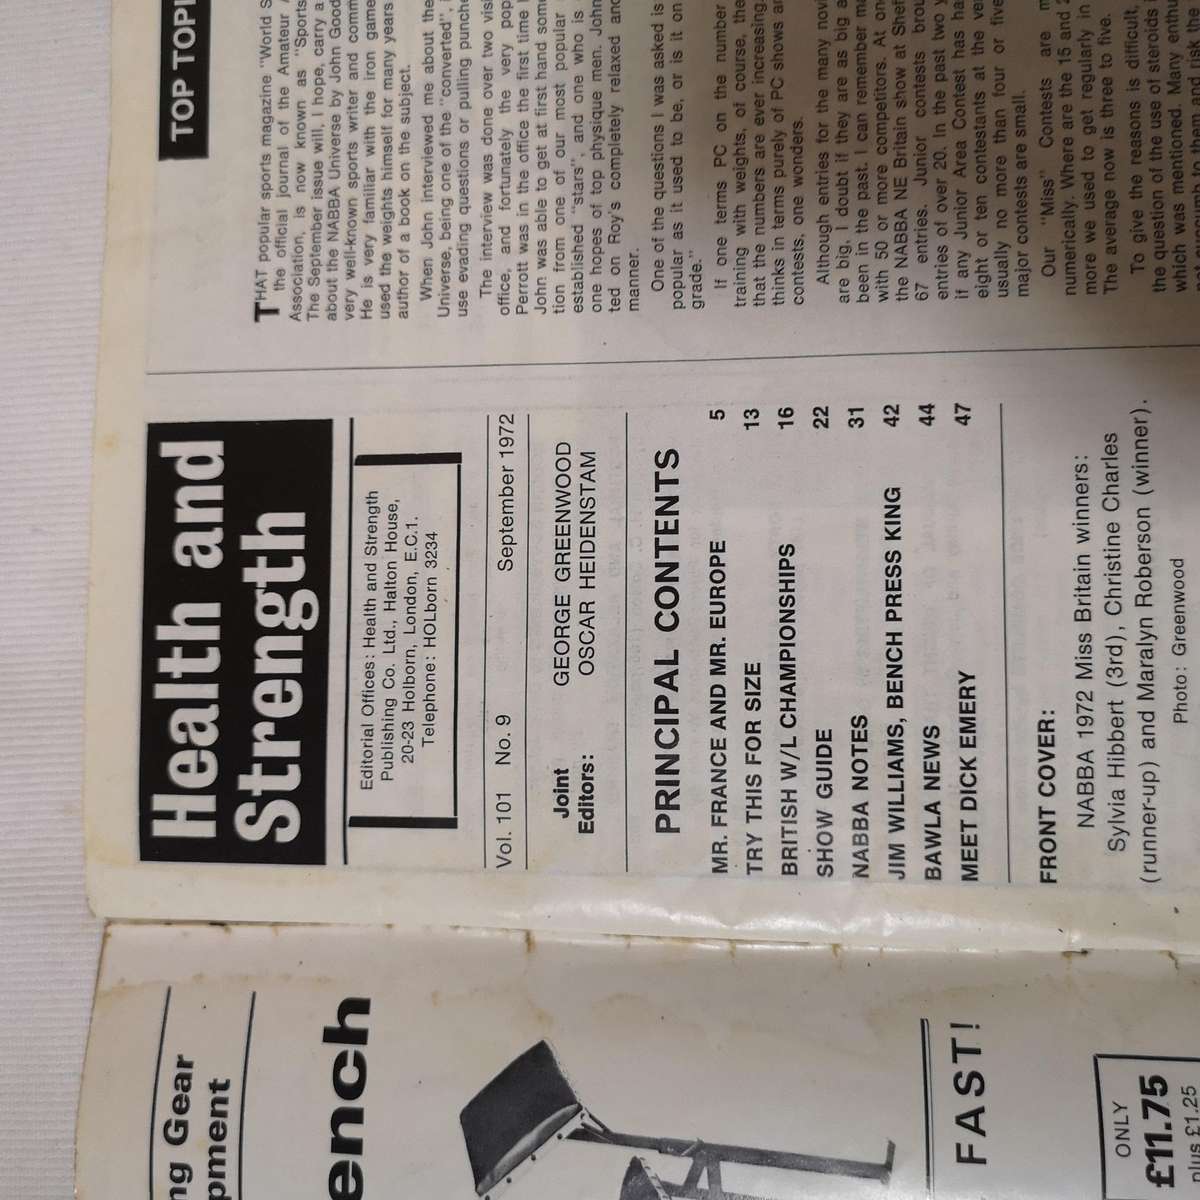 Health and
Strength
Editorial Offices: Health and Strength
Publishing Co. Ltd., Halton House,
20-23 Holborn, London, E.C.1.
Telephone: HOLborn 3234
Vol. 101 No. 9 September 1972
Joint Editors: GEORGE GREENWOOD
OSCAR HEIDENSTAM
PRINCIPAL CONTENTS
MR. FRANCE AND MR. EUROPE 5
TRY THIS FOR SIZE 13
BRITISH W/L CHAMPIONSHIPS 16
SHOW GUIDE 22
NABBA NOTES 31
JIM WILLIAMS, BENCH PRESS KING 42
BAWLA NEWS 44
MEET DICK EMERY 47
FRONT COVER:
NABBA 1972 Miss Britain winners:
Sylvia Hibbert (3rd), Christine Charles
(runner-up) and Maralyn Roberson (winner).
Photo: Greenwood
TOP TOPI
THAT popular sports magazine "World S
the official journal of the Amateur
Association, is now known as "Sports
The September issue will, I hope, carry a
about the NABBA Universe by John Good
very well-known sports writer and comm
He is very familiar with the iron game
used the weights himself for many years
author of a book on the subject.
When John interviewed me about the
Universe, being one of the "converted",
use evading questions or pulling punche
The interview was done over two visi
office, and fortunately the very pop
Perrott was in the office the first time
John was able to get at first hand some
tion from one of our most popular
established "stars", and one who is
one hopes of top physique men. John
ted on Roy's completely relaxed and
manner.
One of the questions I was asked is
popular as it used to be, or is it on
grade."
If one terms PC on the number
training with weights, of course, the
that the numbers are ever increasing.
thinks in terms purely of PC shows an
contests, one wonders.
Although entries for the many novi
are big, I doubt if they are as big a
been in the past. I can remember ma
with 50 or more competitors. At one
the NABBA NE Britain show at Shef
67 entries. Junior contests brou
entries of over 20. In the past two y
if any Junior Area Contest has ha
eight or ten contestants at the ver
usually no more than four or five
major contests are small.
Our "Miss" Contests are m
numerically. Where are the 15 and 2
more we used to get regularly in
The average now is three to five.
To give the reasons is difficult,
the question of the use of steroids
which was mentioned. Many enthu
and risk the
ng Gear
pment
ench
FAST!
ONLY
£11.75
plus £1.25